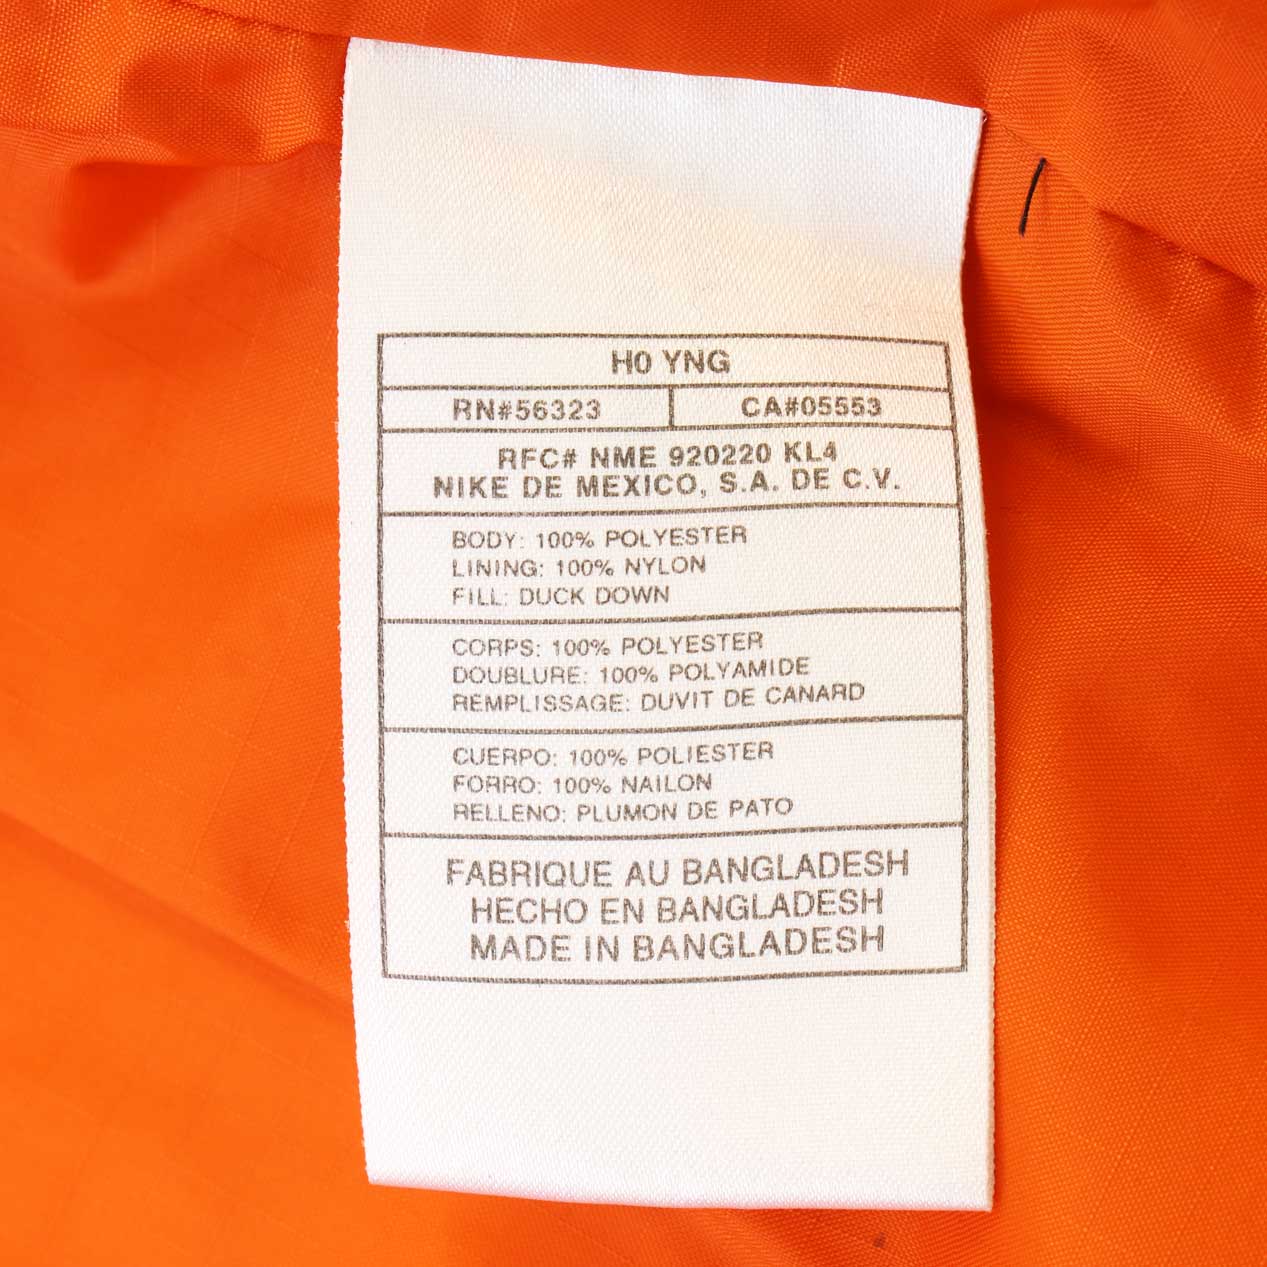 H0 YNG
RN#56323 CA#05553
RFC# NME 920220 KL4
NIKE DE MEXICO, S.A. DE C.V.
BODY: 100% POLYESTER
LINING: 100% NYLON
FILL: DUCK DOWN
CORPS: 100% POLYESTER
DOUBLURE: 100% POLYAMIDE
REMPLISSAGE: DUVIT DE CANARD
CUERPO: 100% POLIESTER
FORRO: 100% NAILON
RELLENO: PLUMON DE PATO
FABRIQUE AU BANGLADESH
HECHO EN BANGLADESH
MADE IN BANGLADESH